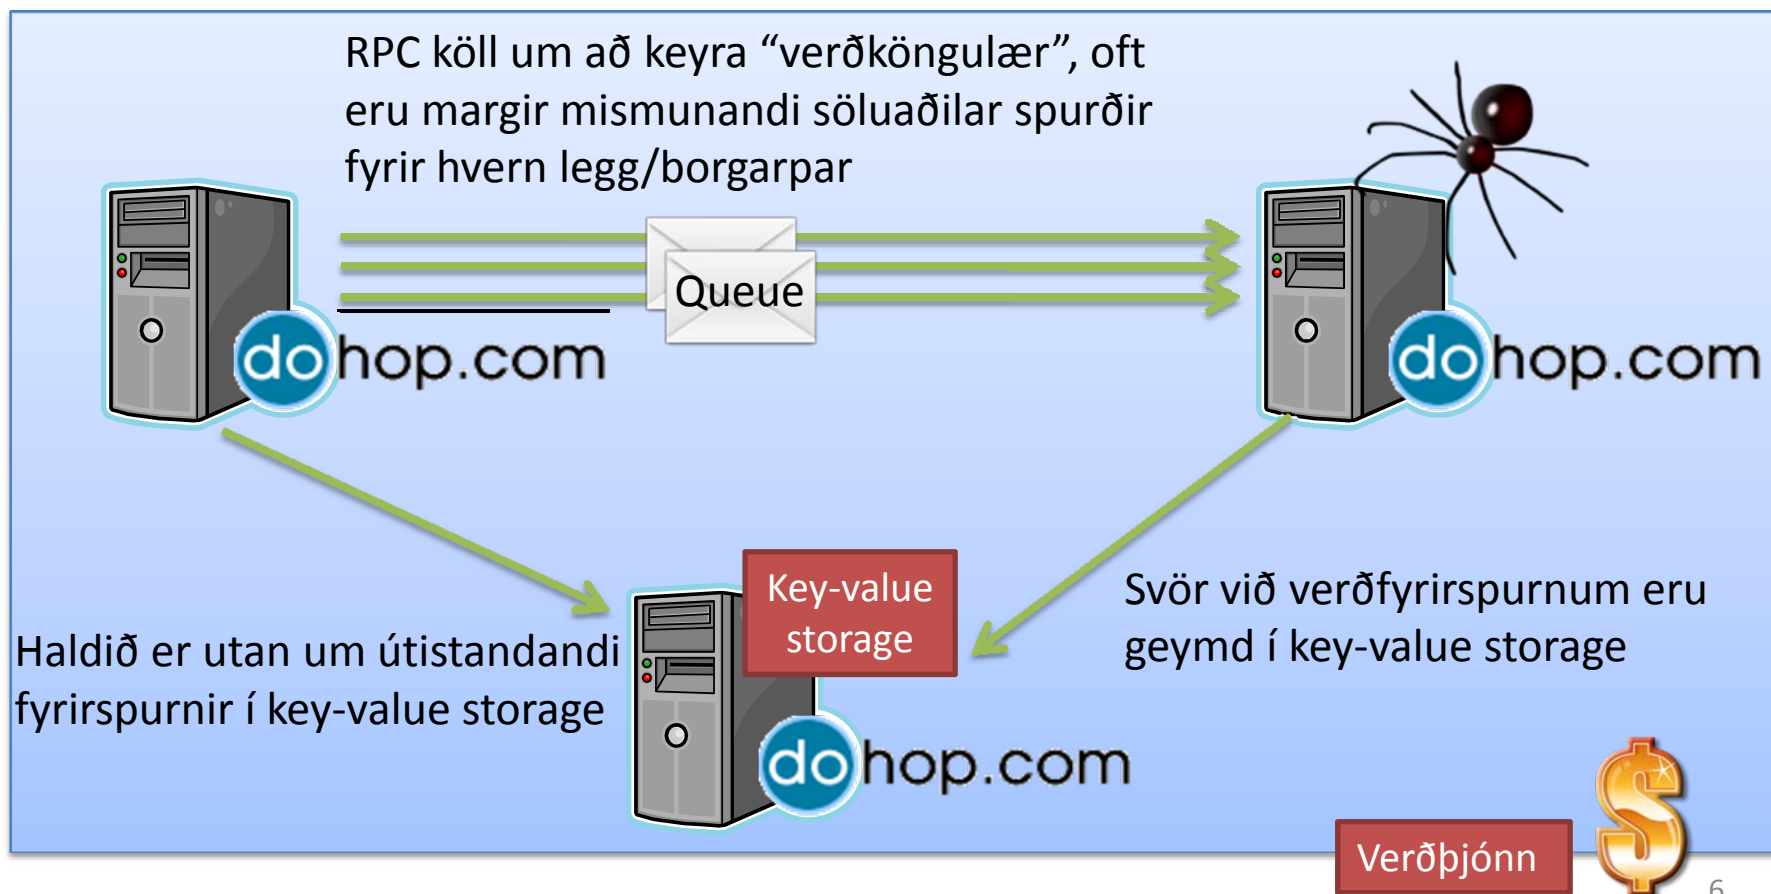 RPC köll um að keyra “verðköngulær”, oft
eru margir mismunandi söluaðilar spurðir
fyrir hvern legg/borgarpar
Queue
dohop.com
dohop.com
Key-value
storage
Haldið er utan um útistandandi
fyrirspurnir í key-value storage
Svör við verðfyrirspurnum eru
geymd í key-value storage
dohop.com
Verðþjónn
6